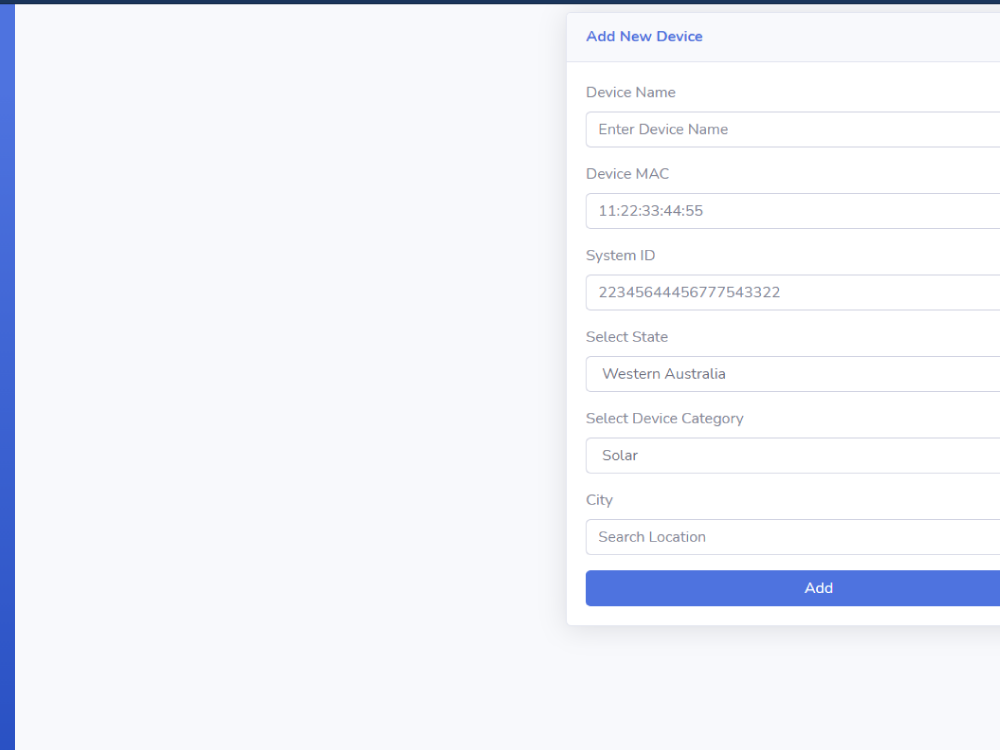 Add New Device
Device Name
Enter Device Name
Device MAC
11:22:33:44:55
System ID
22345644456777543322
Select State
Western Australia
Select Device Category
Solar
City
Search Location
Add